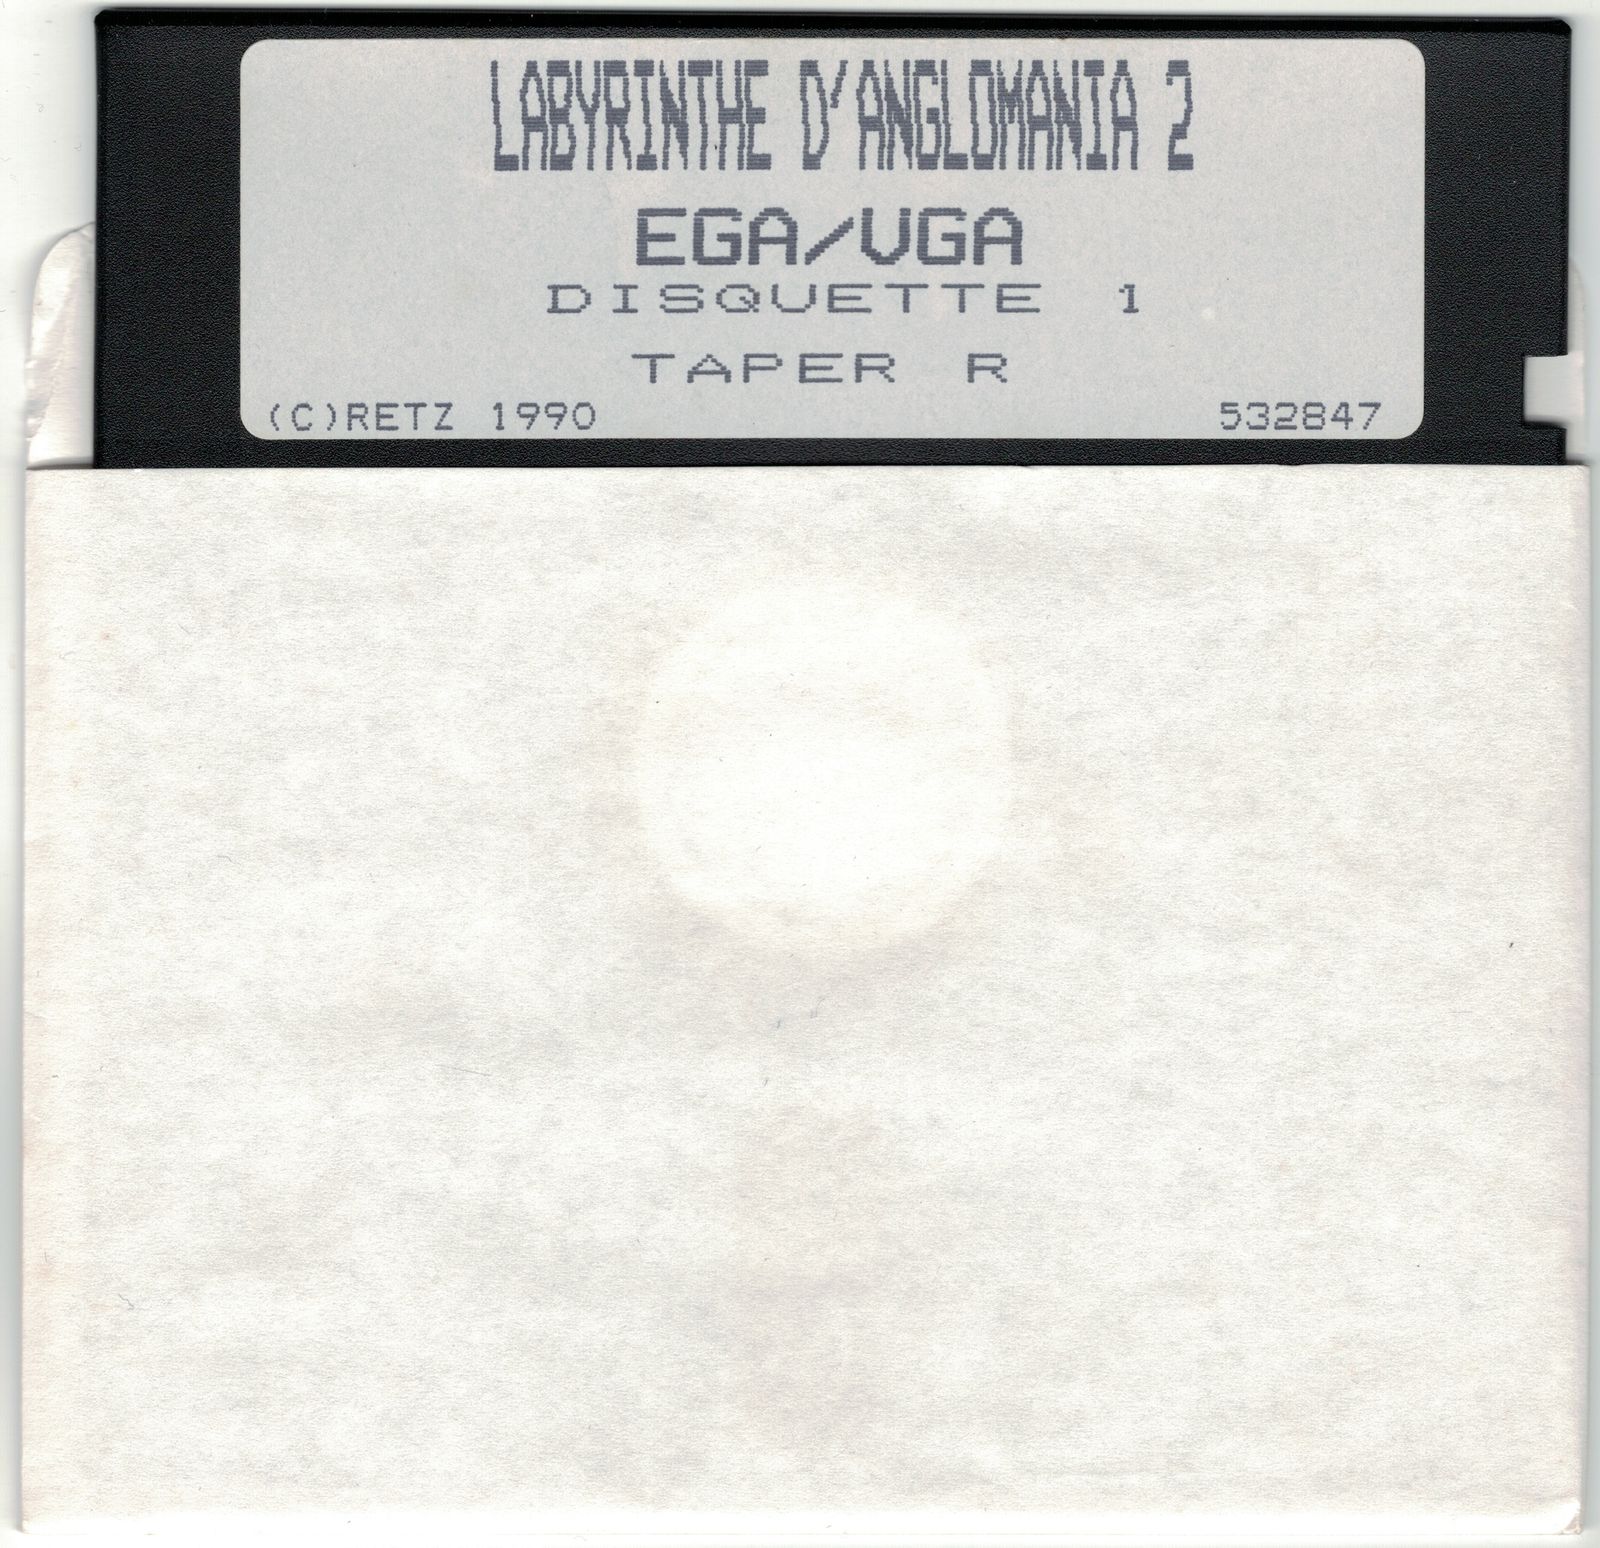 LABYRINTHE D'ANGLOMANIA 2
EGA/VGA
DISQUETTE 1
TAPER R
(C)RETZ 1990 532847